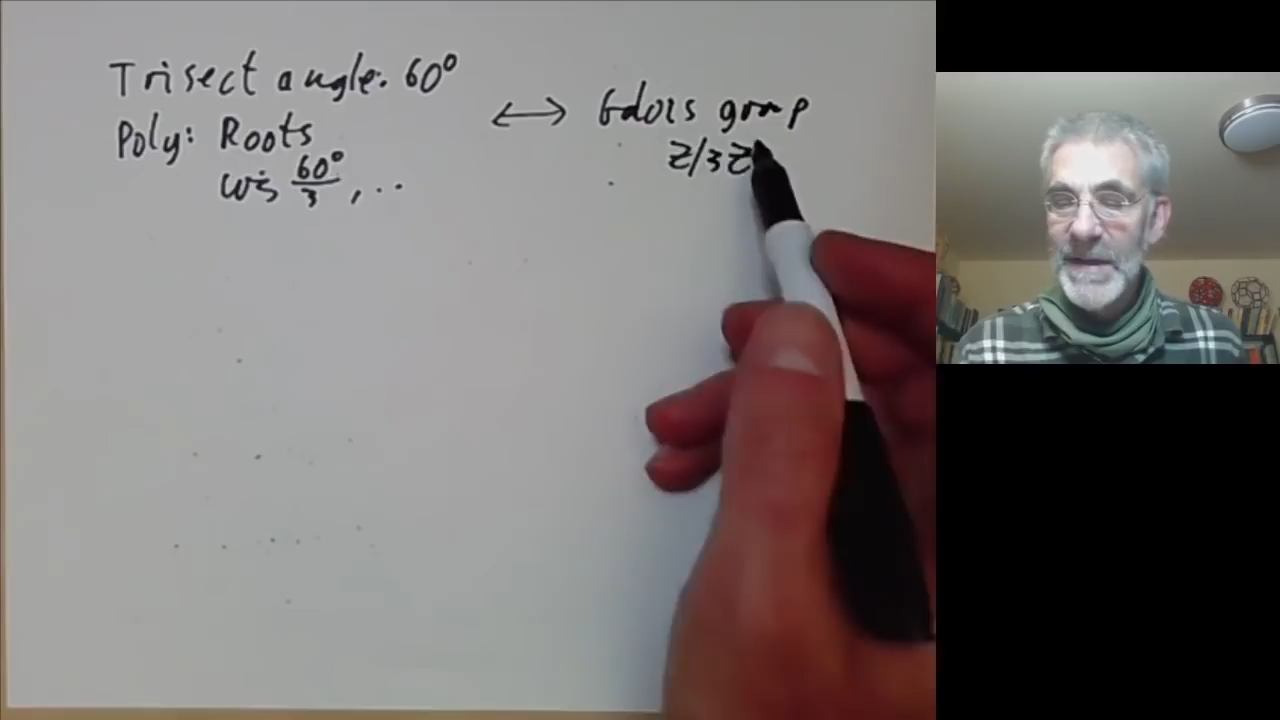 Trisect angle. 60°
Poly: Roots
cos 60°/3 , ..
⟷ Galois group
Z/3Z